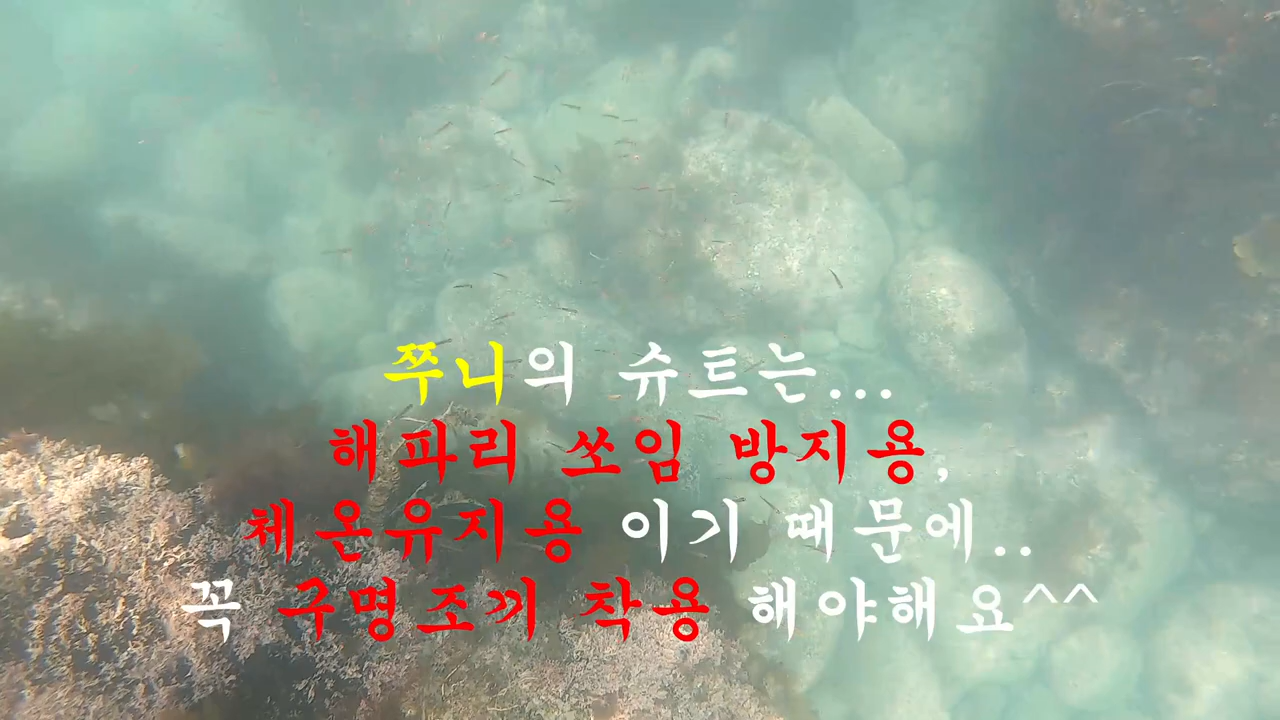 쭈니의 슈트는...
해파리 쏘임 방지용,
체온유지용 이기 때문에..
꼭 구명조끼 착용 해야해요^^